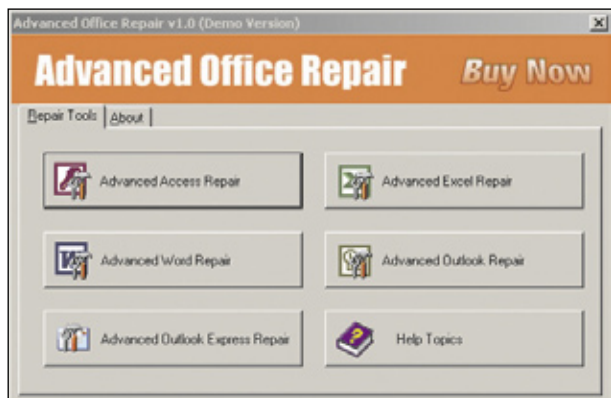 Advanced Office Repair v1.0 (Demo Version)
Advanced Office Repair
Buy Now
Repair Tools
About
Advanced Access Repair
Advanced Excel Repair
Advanced Word Repair
Advanced Outlook Repair
Advanced Outlook Express Repair
Help Topics